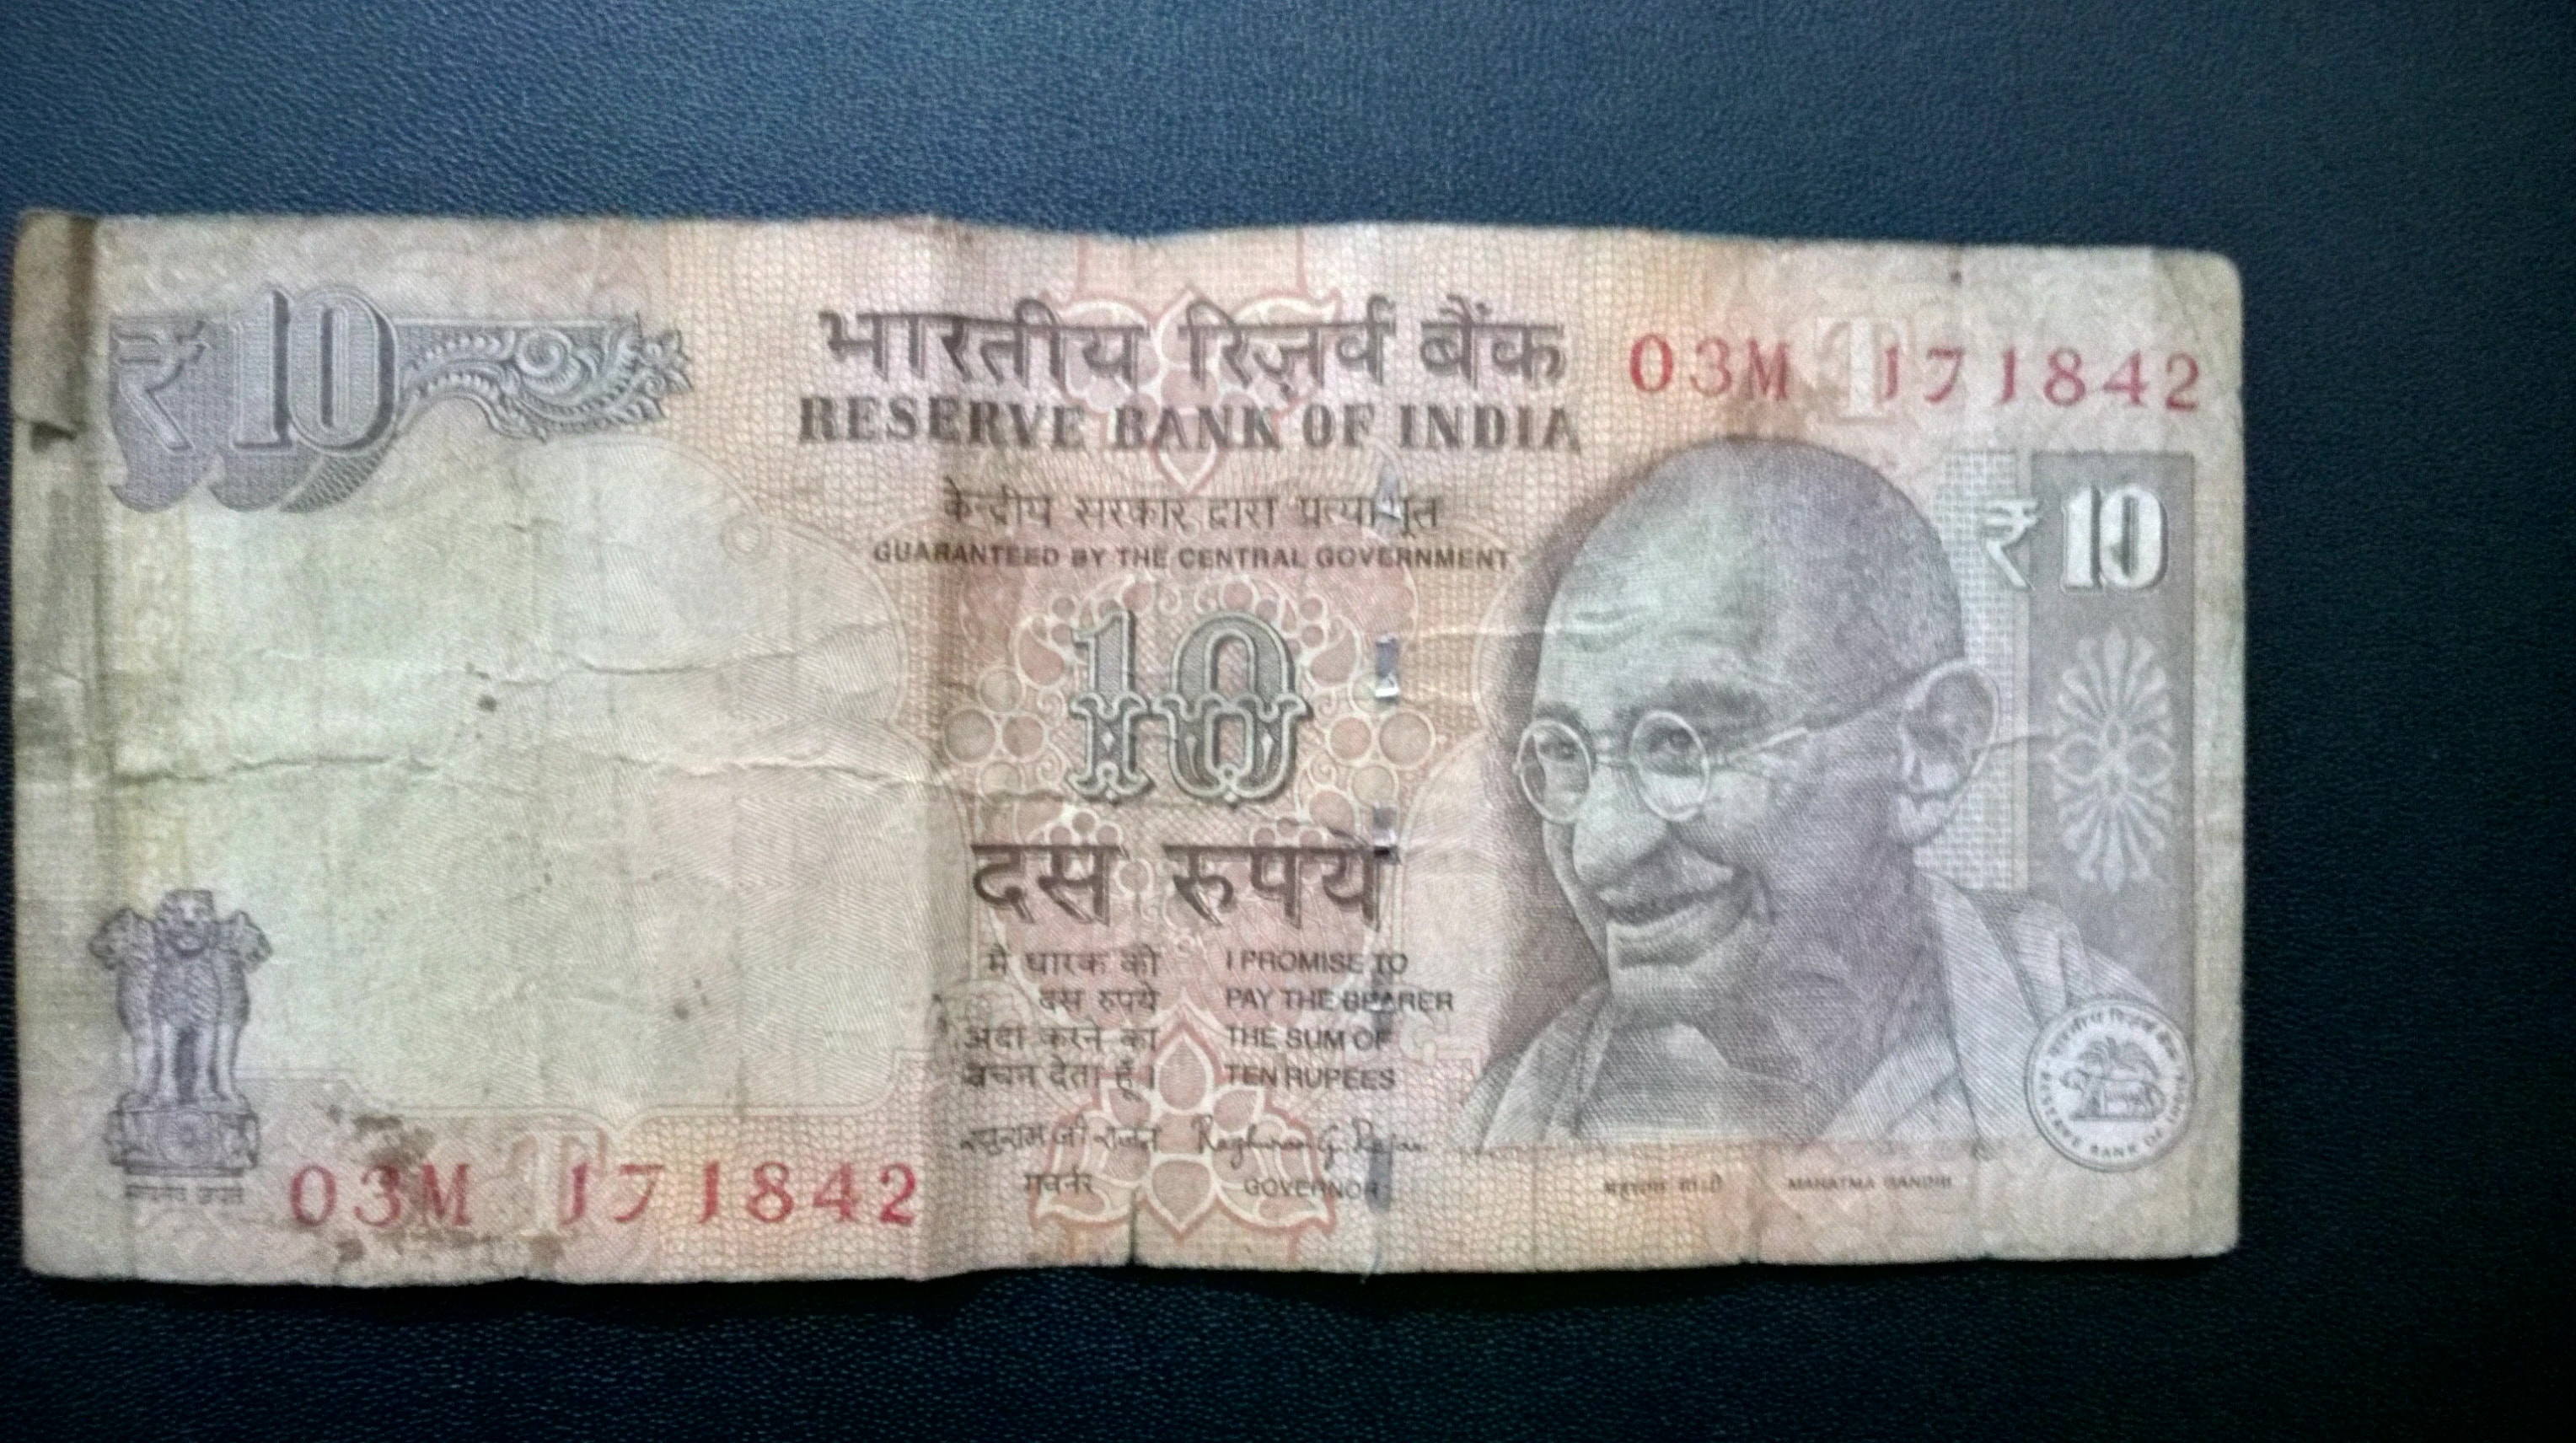 ₹10
भारतीय रिज़र्व बैंक
RESERVE BANK OF INDIA
03M 171842
केन्द्रीय सरकार द्वारा प्रत्याभूत
GUARANTEED BY THE CENTRAL GOVERNMENT
₹10
10
दस रुपये
मैं धारक को
दस रुपये
अदा करने का
वचन देता हूँ।
I PROMISE TO
PAY THE BEARER
THE SUM OF
TEN RUPEES
रघुराम जी राजन
Raghuram G. Rajan
गवर्नर
GOVERNOR
सत्यमेव जयते
03M 171842
महात्मा गांधी
MAHATMA GANDHI
भारतीय रिज़र्व बैंक
RESERVE BANK OF INDIA